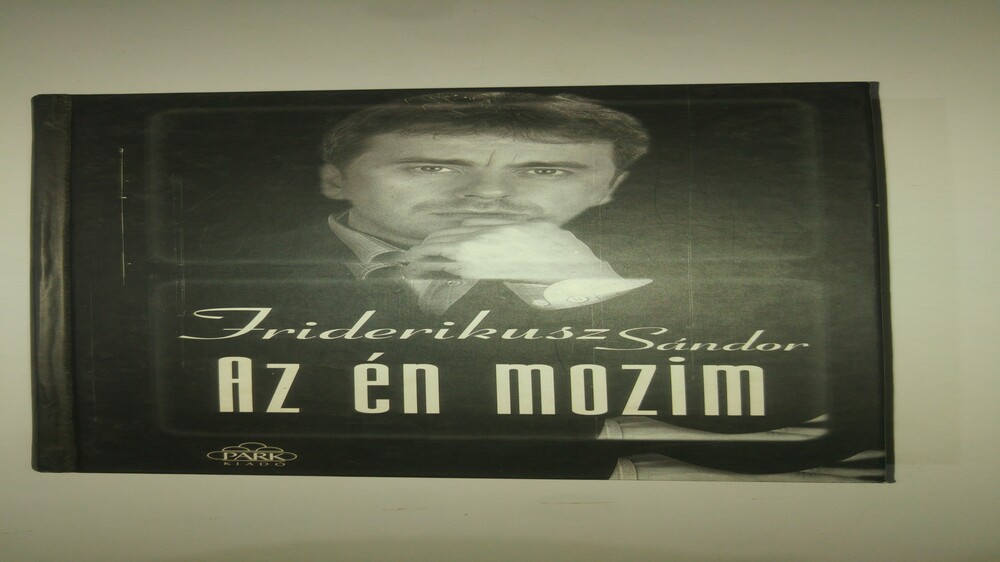 Friderikusz Sándor
Az én mozim
PARK
KIADÓ